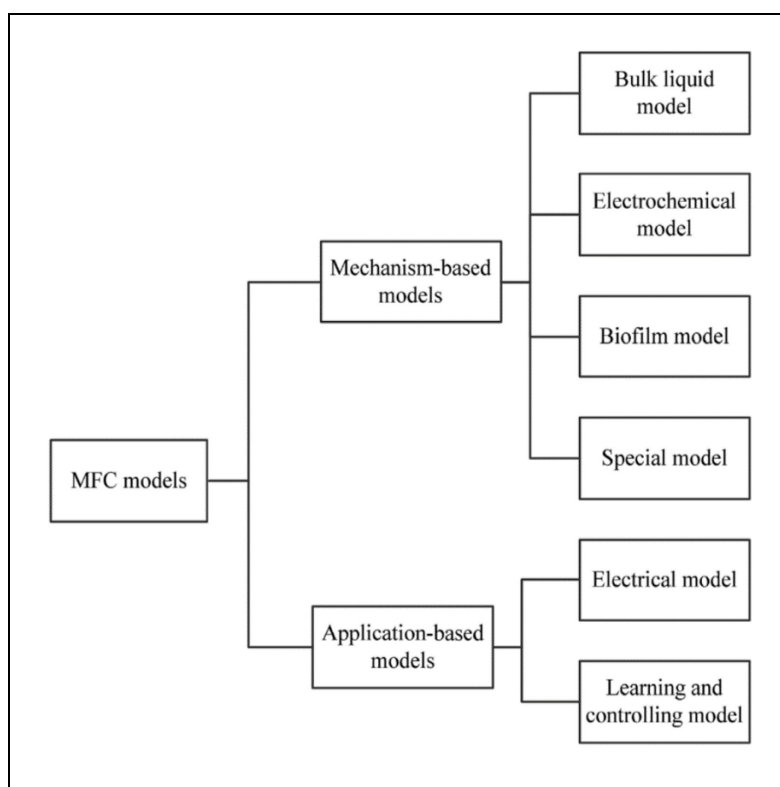 Bulk liquid
model
Electrochemical
model
Mechanism-based
models
Biofilm model
Special model
MFC models
Electrical model
Application-based
models
Learning and
controlling model